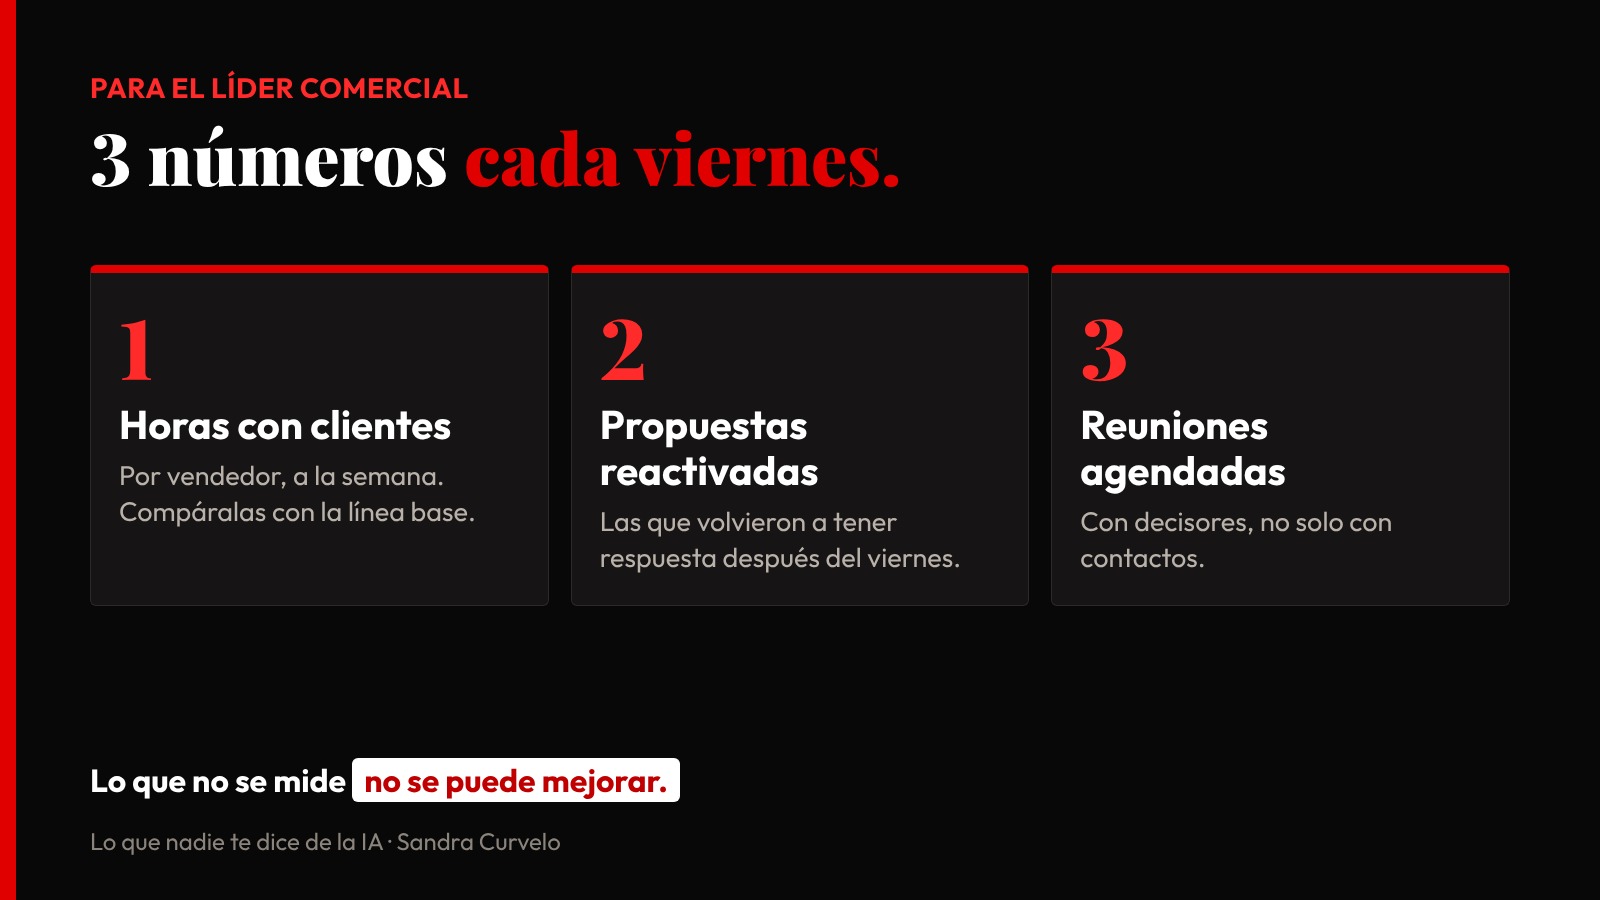 PARA EL LÍDER COMERCIAL
3 números cada viernes.
1
Horas con clientes
Por vendedor, a la semana.
Compáralas con la línea base.
2
Propuestas
reactivadas
Las que volvieron a tener
respuesta después del viernes.
3
Reuniones
agendadas
Con decisores, no solo con
contactos.
Lo que no se mide no se puede mejorar.
Lo que nadie te dice de la IA · Sandra Curvelo